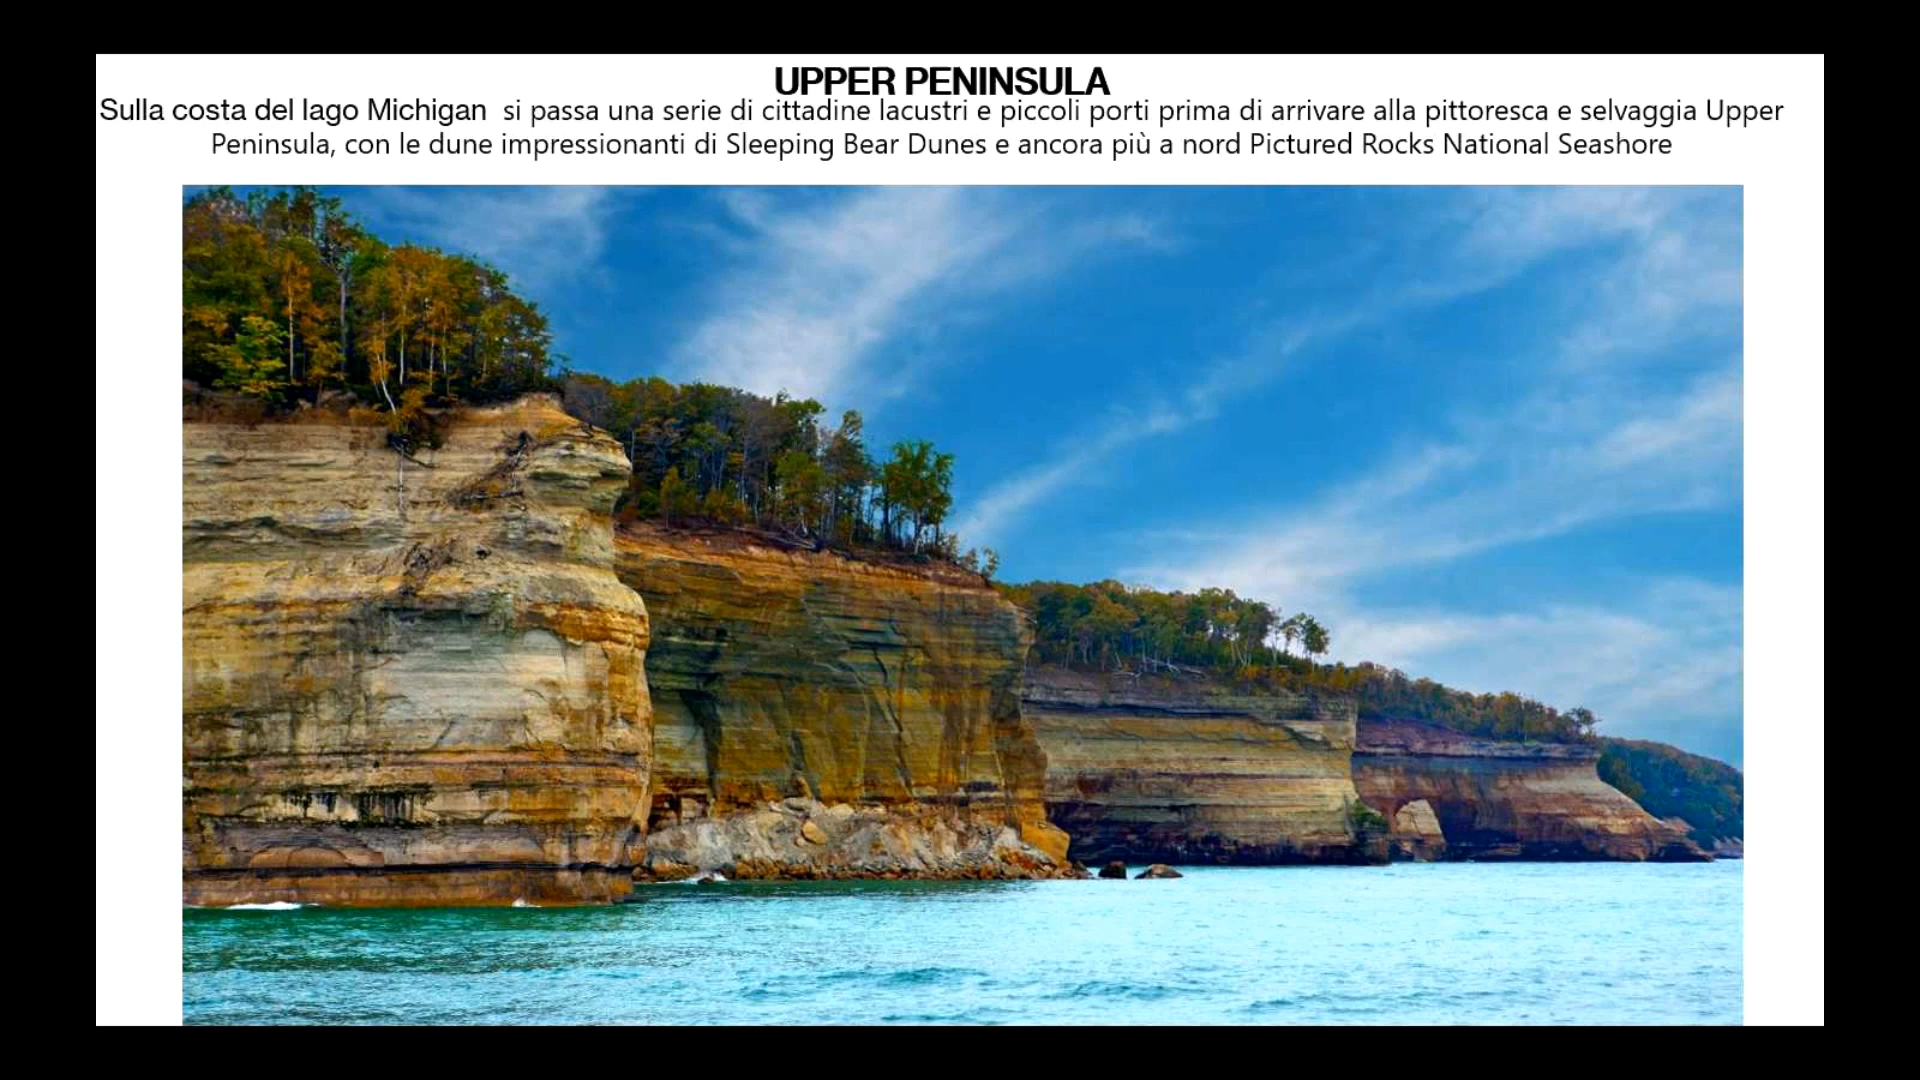 UPPER PENINSULA
Sulla costa del lago Michigan si passa una serie di cittadine lacustri e piccoli porti prima di arrivare alla pittoresca e selvaggia Upper
Peninsula, con le dune impressionanti di Sleeping Bear Dunes e ancora più a nord Pictured Rocks National Seashore